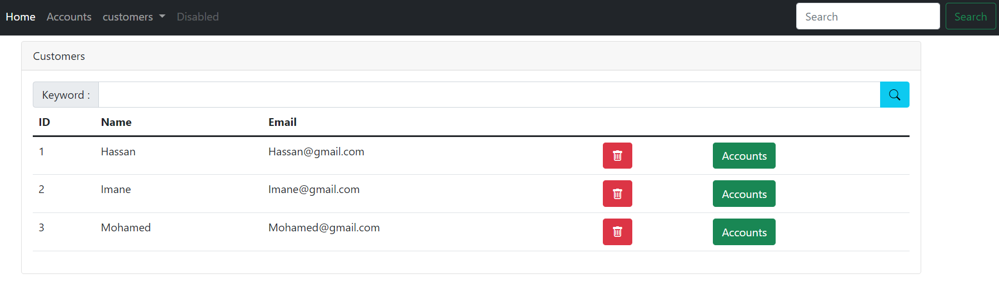 Home Accounts customers Disabled Search Search
Customers
Keyword :
ID Name Email
1 Hassan Hassan@gmail.com Accounts
2 Imane Imane@gmail.com Accounts
3 Mohamed Mohamed@gmail.com Accounts